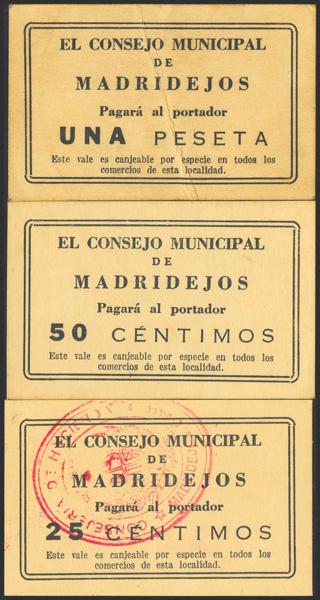 EL CONSEJO MUNICIPAL
DE
MADRIDEJOS
Pagará al portador
UNA PESETA
Este vale es canjeable por especie en todos los
comercios de esta localidad.
EL CONSEJO MUNICIPAL
DE
MADRIDEJOS
Pagará al portador
50 CÉNTIMOS
Este vale es canjeable por especie en todos los
comercios de esta localidad.
EL CONSEJO MUNICIPAL
DE
MADRIDEJOS
Pagará al portador
25 CÉNTIMOS
Este vale es canjeable por especie en todos los
comercios de esta localidad.
MADRIDEJOS